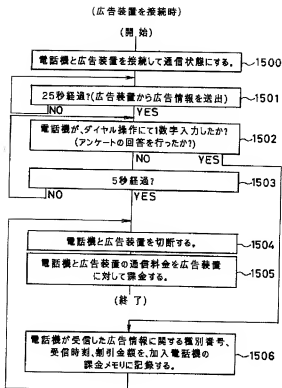 (広告装置を接続時)
(開 始)
電話機と広告装置を接続して通信状態にする。
1500
25秒経過?(広告装置から広告情報を送出)
1501
NO
YES
電話機が、ダイヤル操作にて1数字入力したか?
(アンケートの回答を行ったか?)
1502
NO
YES
5秒経過?
1503
NO
YES
電話機と広告装置を切断する。
1504
電話機と広告装置の通信料金を広告装置
に対して課金する。
1505
(終 了)
電話機が受信した広告情報に関する種別番号、
受信時刻、割引金額を、加入電話機の
課金メモリに記録する。
1506